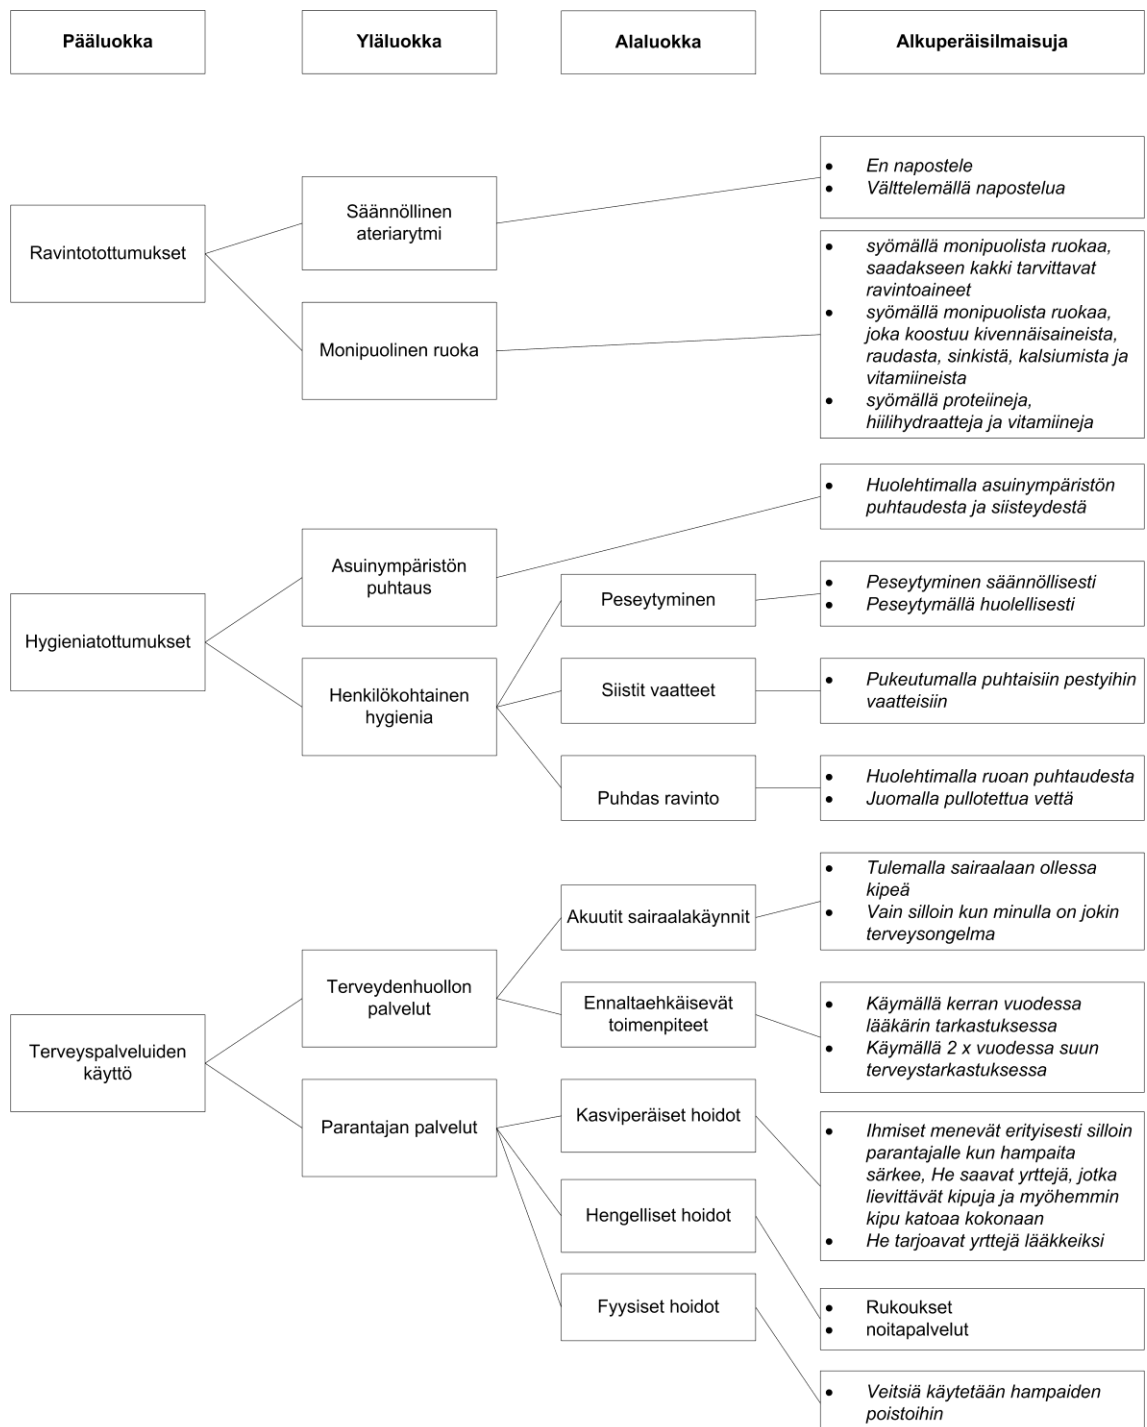 Pääluokka
Yläluokka
Alaluokka
Alkuperäisilmaisuja
Ravintotottumukset
Säännöllinen
ateriarytmi
• En napostele
• Välttelemällä napostelua
Monipuolinen ruoka
• syömällä monipuolista ruokaa,
saadakseen kakki tarvittavat
ravintoaineet
• syömällä monipuolista ruokaa,
joka koostuu kivennäisaineista,
raudasta, sinkistä, kalsiumista ja
vitamiineista
• syömällä proteiineja,
hiilihydraatteja ja vitamiineja
Hygieniatottumukset
Asuinympäristön
puhtaus
• Huolehtimalla asuinympäristön
puhtaudesta ja siisteydestä
Henkilökohtainen
hygienia
Peseytyminen
• Peseytyminen säännöllisesti
• Peseytymällä huolellisesti
Siistit vaatteet
• Pukeutumalla puhtaisiin pestyihin
vaatteisiin
Puhdas ravinto
• Huolehtimalla ruoan puhtaudesta
• Juomalla pullotettua vettä
Terveyspalveluiden
käyttö
Terveydenhuollon
palvelut
Akuutit sairaalakäynnit
• Tulemalla sairaalaan ollessa
kipeä
• Vain silloin kun minulla on jokin
terveysongelma
Ennaltaehkäisevät
toimenpiteet
• Käymällä kerran vuodessa
lääkärin tarkastuksessa
• Käymällä 2 x vuodessa suun
terveystarkastuksessa
Parantajan palvelut
Kasviperäiset hoidot
• Ihmiset menevät erityisesti silloin
parantajalle kun hampaita
särkee, He saavat yrttejä, jotka
lievittävät kipuja ja myöhemmin
kipu katoaa kokonaan
• He tarjoavat yrttejä lääkkeiksi
Hengelliset hoidot
• Rukoukset
• noitapalvelut
Fyysiset hoidot
• Veitsiä käytetään hampaiden
poistoihin